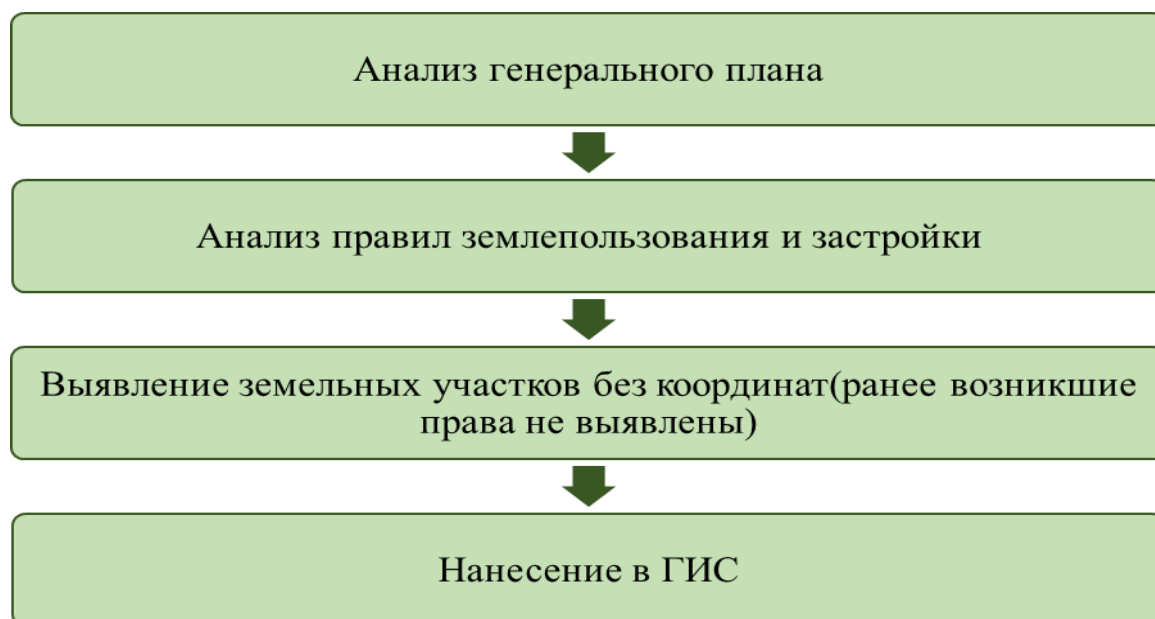 Анализ генерального плана
Анализ правил землепользования и застройки
Выявление земельных участков без координат(ранее возникшие
права не выявлены)
Нанесение в ГИС